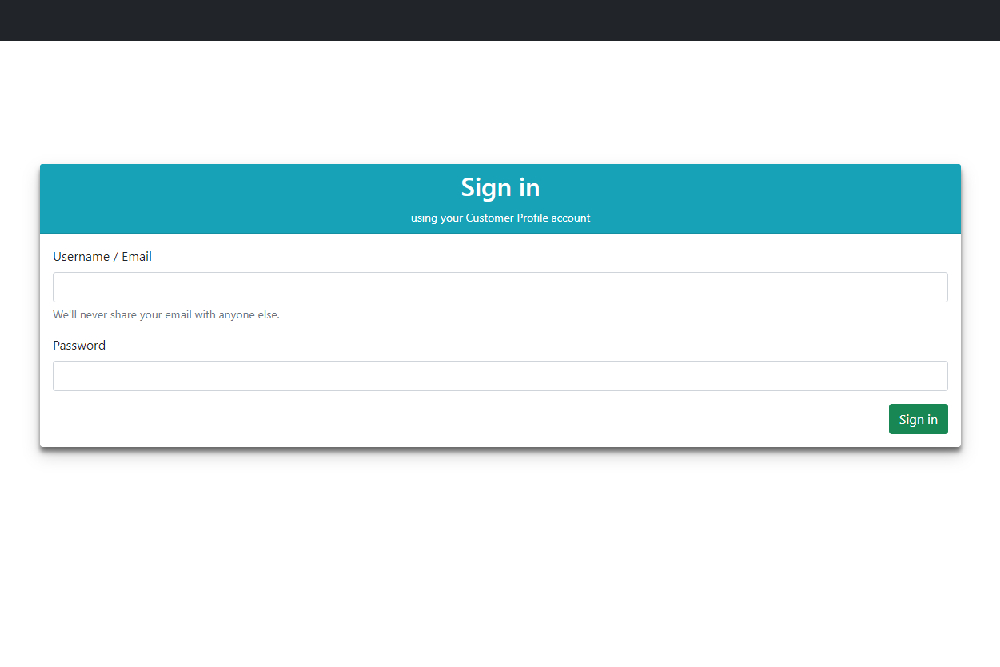 Sign in
using your Customer Profile account
Username / Email
We'll never share your email with anyone else.
Password
Sign in